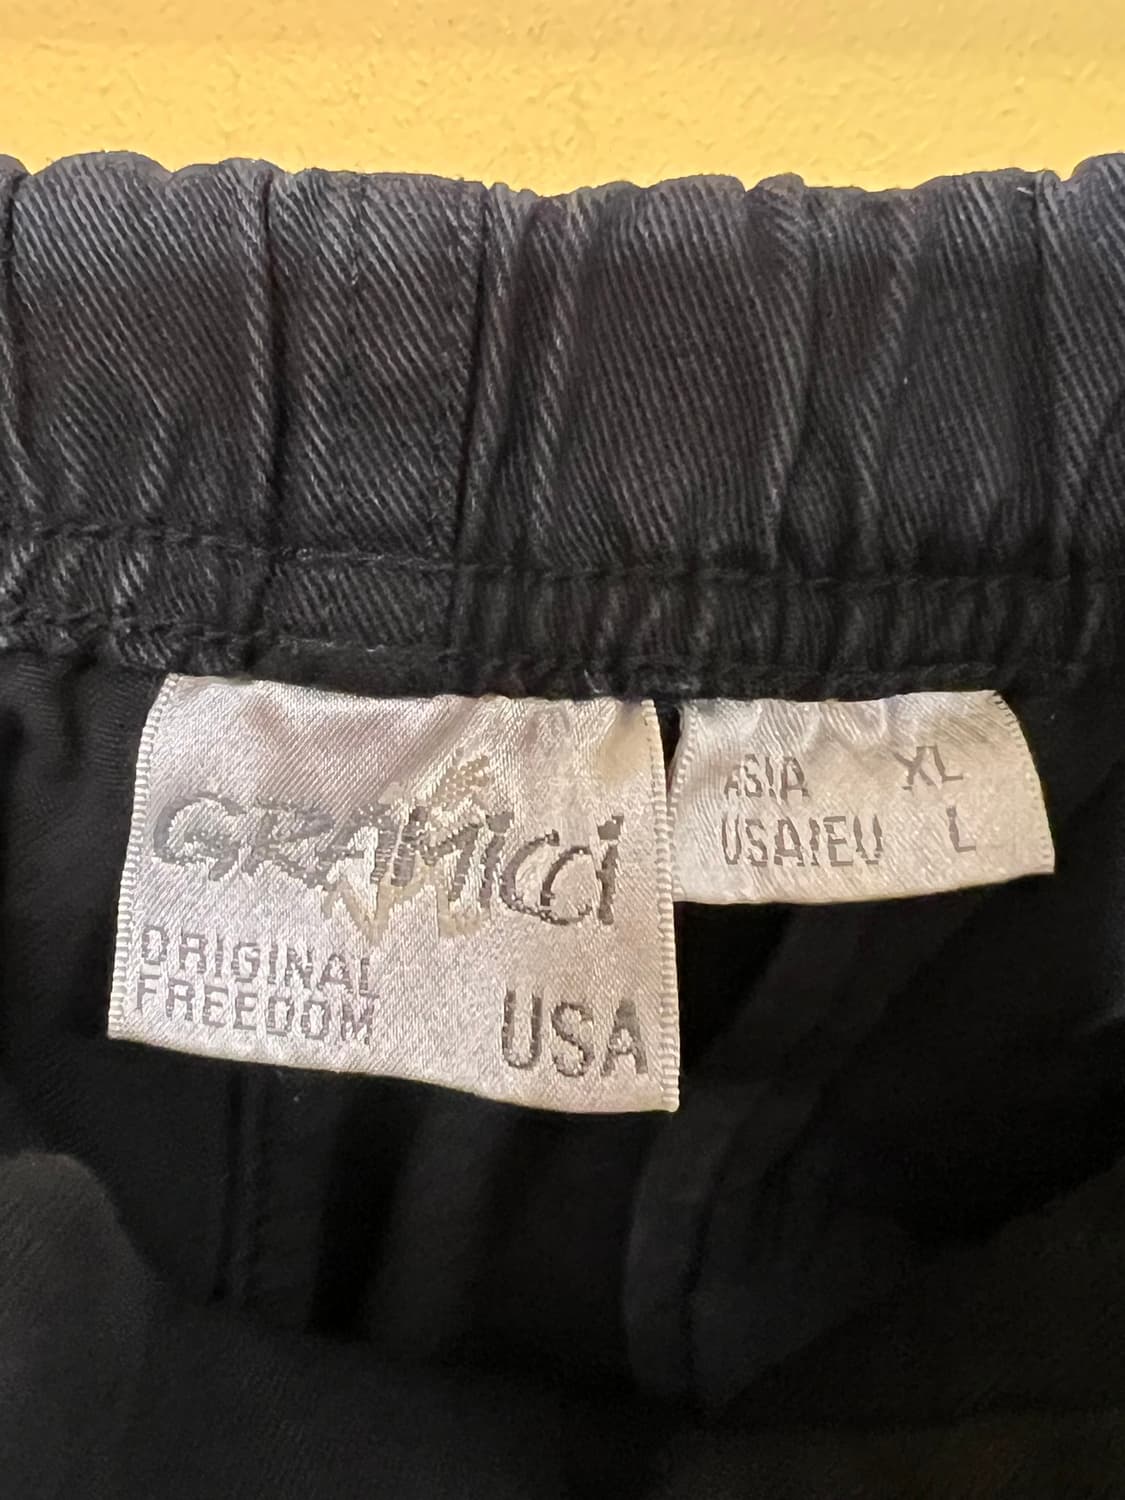 GRAMICCI
ORIGINAL
FREEDOM
USA
ASIA XL
USA/EU L